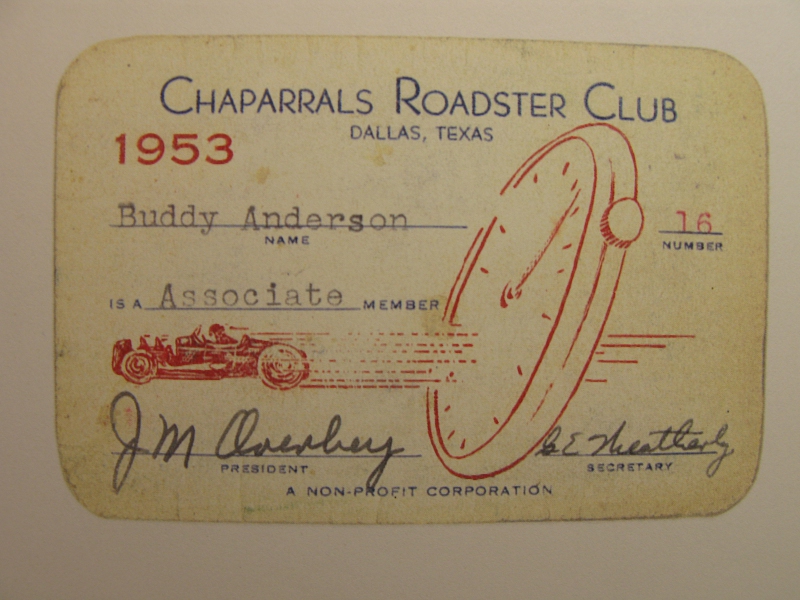 CHAPARRALS ROADSTER CLUB
DALLAS, TEXAS
1953
Buddy Anderson
NAME
16
NUMBER
IS A Associate MEMBER
J M Overbey
PRESIDENT
G E Weatherly
SECRETARY
A NON-PROFIT CORPORATION